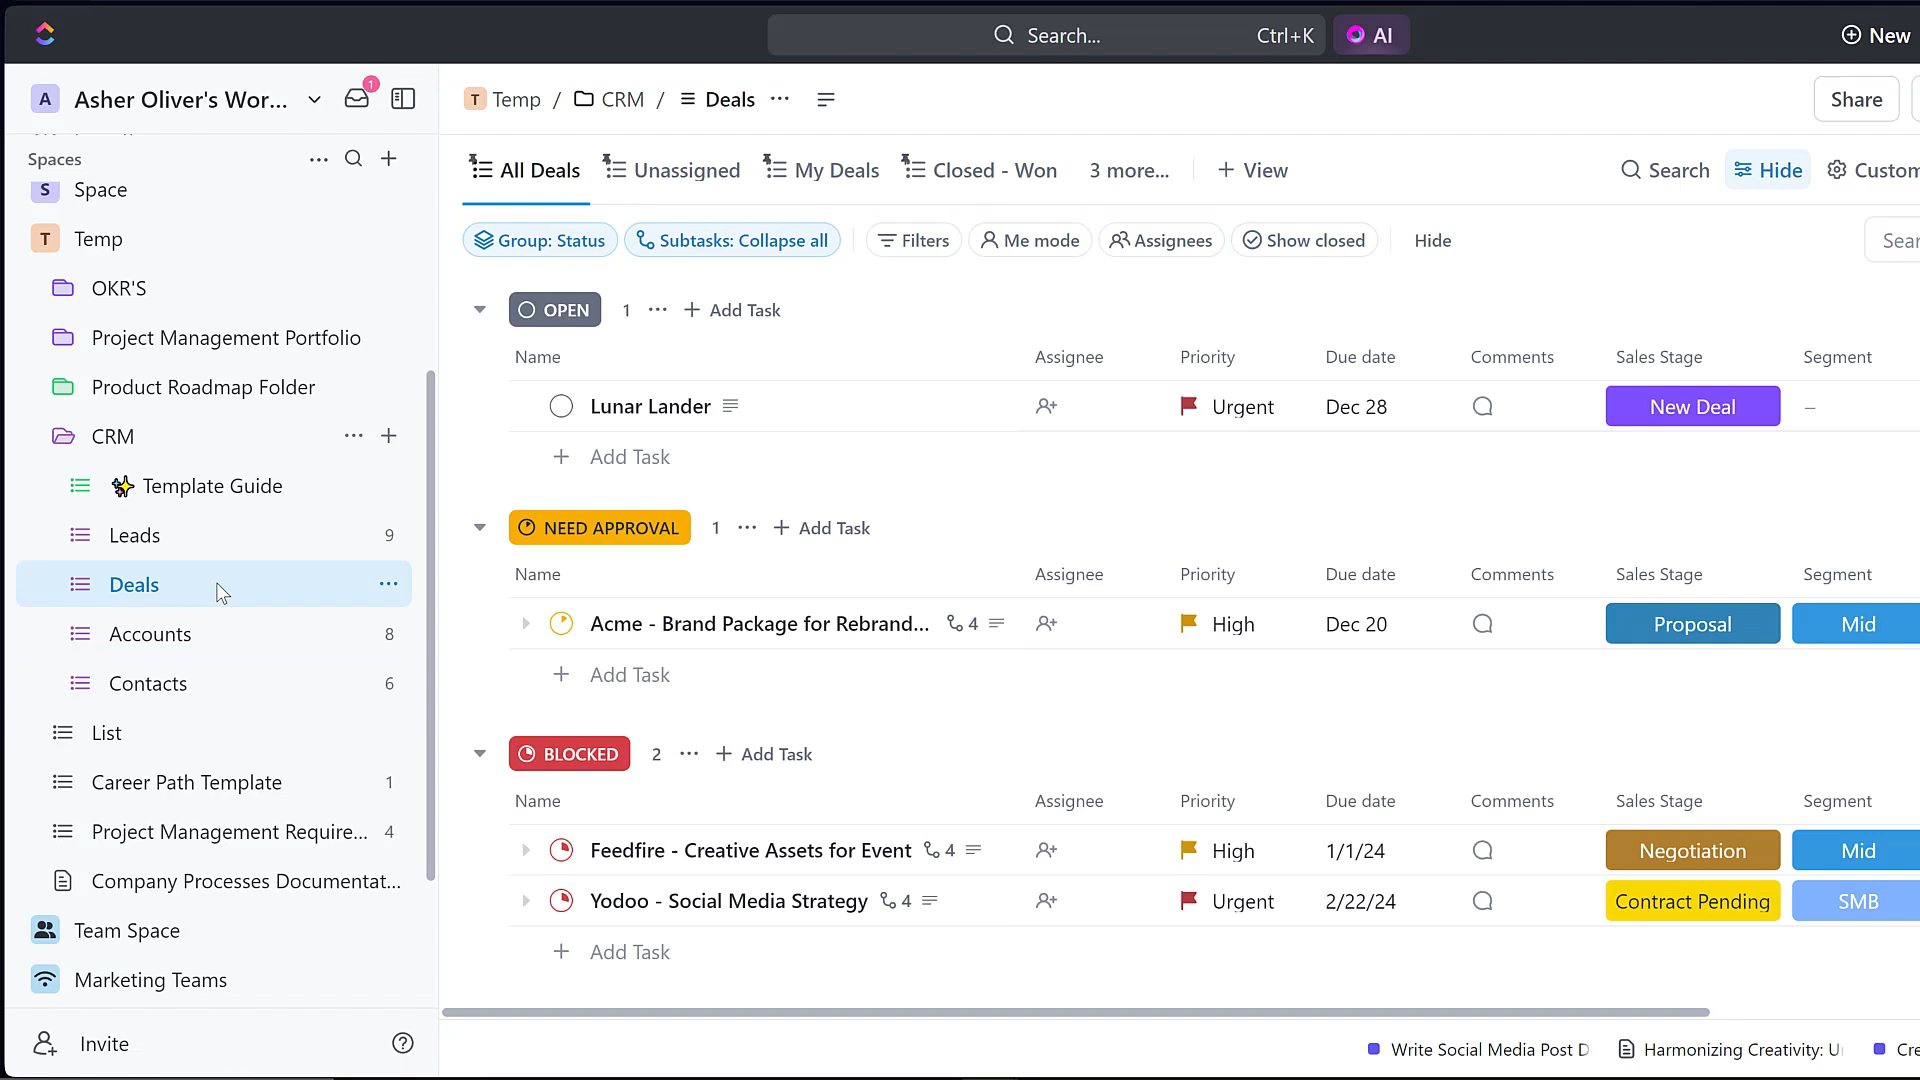 Search... Ctrl+K AI New
A Asher Oliver's Wor... 1
T Temp / CRM / Deals ... Share
Spaces
S Space
T Temp
OKR'S
Project Management Portfolio
Product Roadmap Folder
CRM
Template Guide
Leads 9
Deals
Accounts 8
Contacts 6
List
Career Path Template 1
Project Management Require... 4
Company Processes Documentat...
Team Space
Marketing Teams
Invite ?
All Deals Unassigned My Deals Closed - Won 3 more... + View Search Hide Custom
Group: Status Subtasks: Collapse all Filters Me mode Assignees Show closed Hide Sear
OPEN 1 ... + Add Task
Name Assignee Priority Due date Comments Sales Stage Segment
Lunar Lander Urgent Dec 28 New Deal –
+ Add Task
NEED APPROVAL 1 ... + Add Task
Name Assignee Priority Due date Comments Sales Stage Segment
Acme - Brand Package for Rebrand... 4 High Dec 20 Proposal Mid
+ Add Task
BLOCKED 2 ... + Add Task
Name Assignee Priority Due date Comments Sales Stage Segment
Feedfire - Creative Assets for Event 4 High 1/1/24 Negotiation Mid
Yodoo - Social Media Strategy 4 Urgent 2/22/24 Contract Pending SMB
+ Add Task
Write Social Media Post D Harmonizing Creativity: U Cre